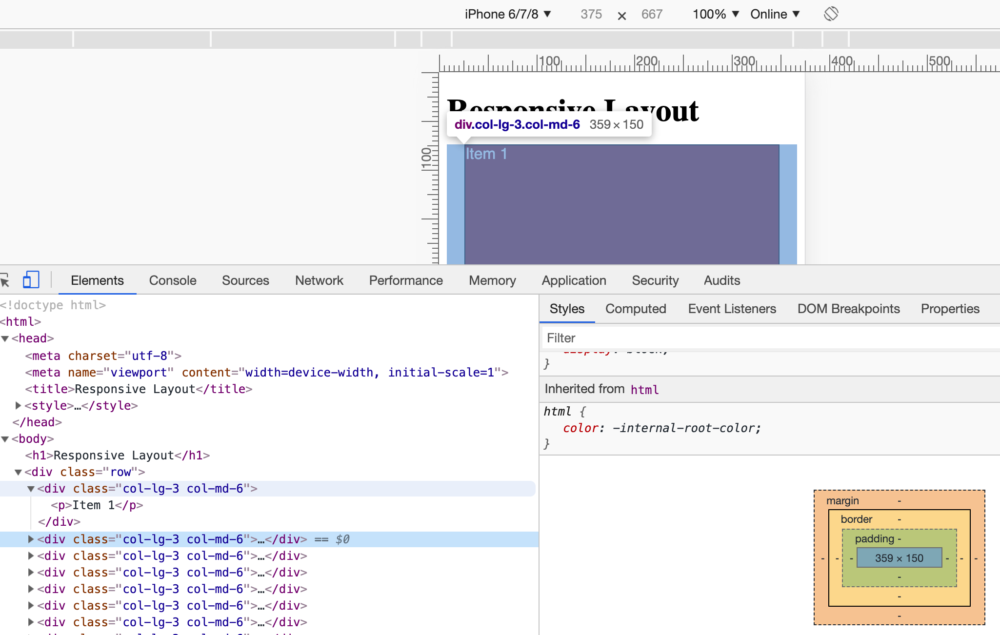 iPhone 6/7/8 ▼ 375 × 667 100% ▼ Online ▼
100 200 300 400 500
Responsive Layout
div.col-lg-3.col-md-6 359 × 150
100
Item 1
Elements Console Sources Network Performance Memory Application Security Audits
<!doctype html>
<html>
▼<head>
<meta charset="utf-8">
<meta name="viewport" content="width=device-width, initial-scale=1">
<title>Responsive Layout</title>
▶<style>…</style>
</head>
▼<body>
<h1>Responsive Layout</h1>
▼<div class="row">
▼<div class="col-lg-3 col-md-6">
<p>Item 1</p>
</div>
▶<div class="col-lg-3 col-md-6">…</div> == $0
▶<div class="col-lg-3 col-md-6">…</div>
▶<div class="col-lg-3 col-md-6">…</div>
▶<div class="col-lg-3 col-md-6">…</div>
▶<div class="col-lg-3 col-md-6">…</div>
▶<div class="col-lg-3 col-md-6">…</div>
Styles Computed Event Listeners DOM Breakpoints Properties
Filter
display: block;
}
Inherited from html
html {
color: -internal-root-color;
}
margin -
border -
padding -
- - - 359 × 150 - - -
-
-
-